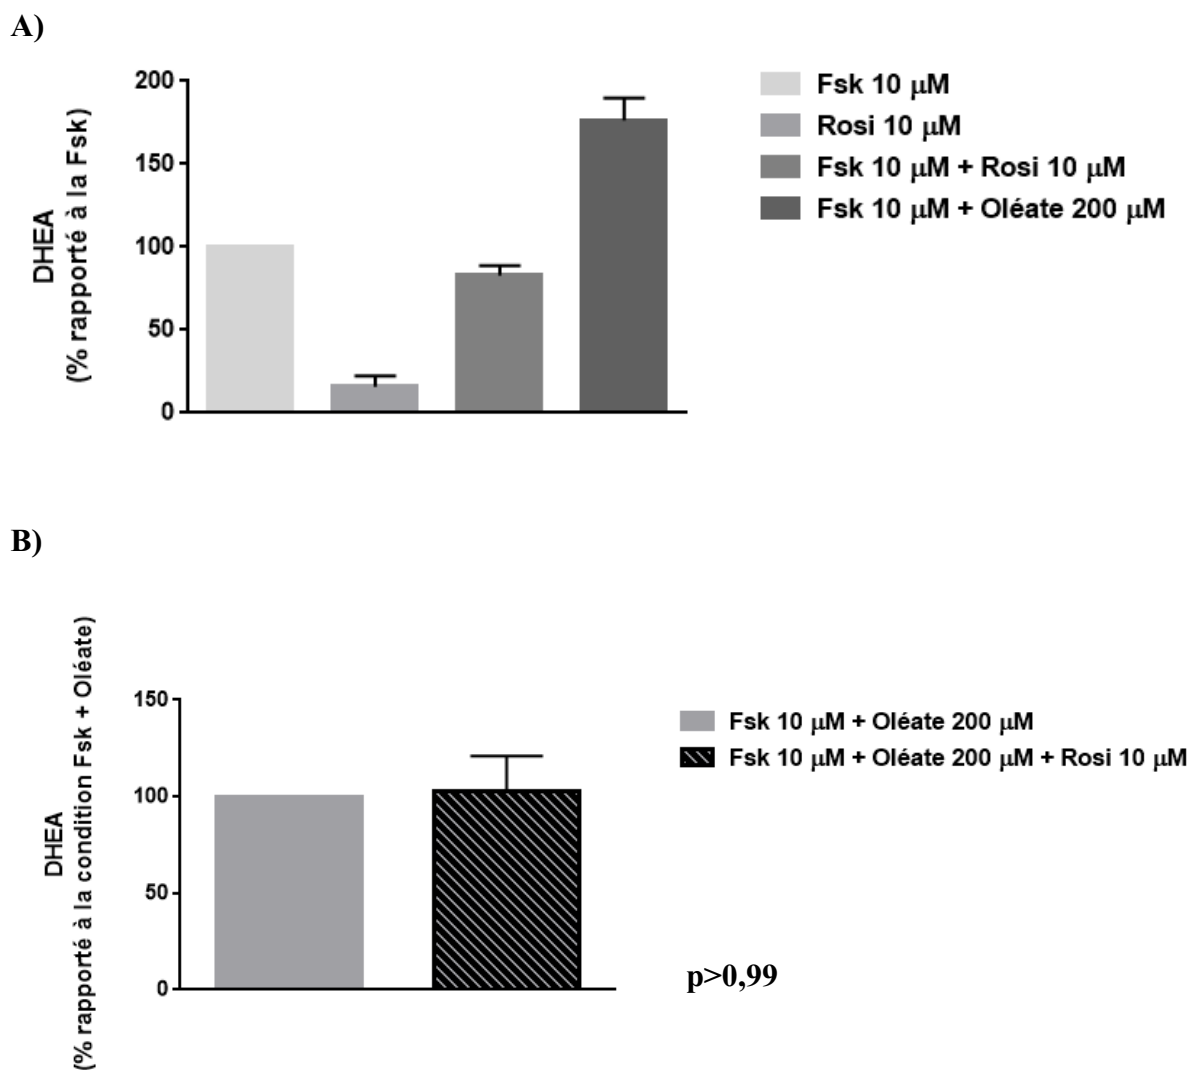 A)
200
150
100
50
0
DHEA
(% rapporté à la Fsk)
Fsk 10 µM
Rosi 10 µM
Fsk 10 µM + Rosi 10 µM
Fsk 10 µM + Oléate 200 µM
B)
150
100
50
0
DHEA
(% rapporté à la condition Fsk + Oléate)
Fsk 10 µM + Oléate 200 µM
Fsk 10 µM + Oléate 200 µM + Rosi 10 µM
p>0,99